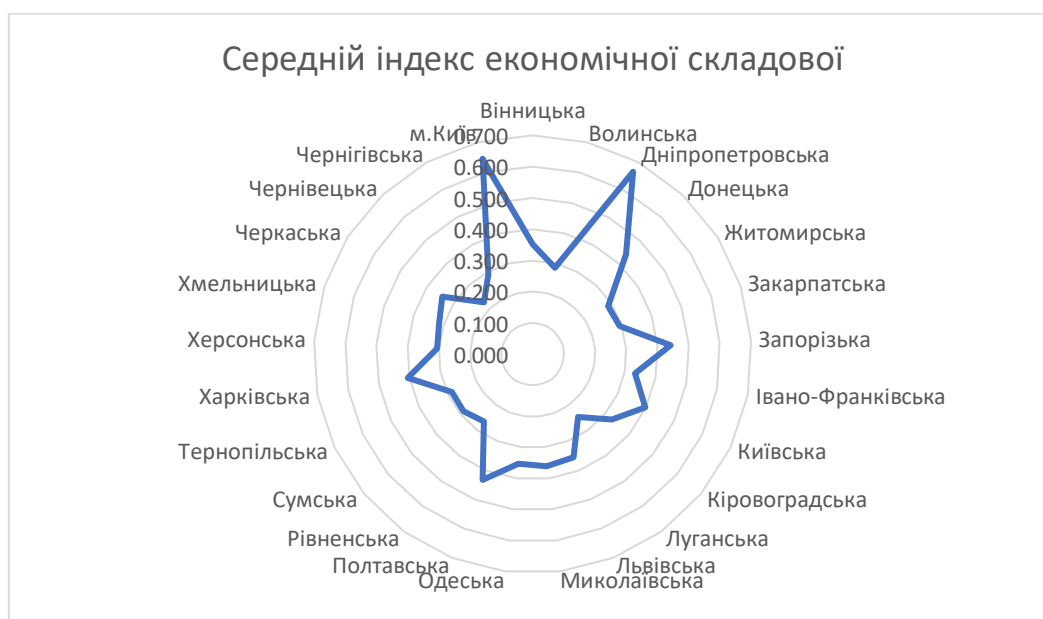 Середній індекс економічної складової
Вінницька
Волинська
Дніпропетровська
Донецька
Житомирська
Закарпатська
Запорізька
Івано-Франківська
Київська
Кіровоградська
Луганська
Львівська
Миколаївська
Одеська
Полтавська
Рівненська
Сумська
Тернопільська
Харківська
Херсонська
Хмельницька
Черкаська
Чернівецька
Чернігівська
м.Київ
0.700
0.600
0.500
0.400
0.300
0.200
0.100
0.000